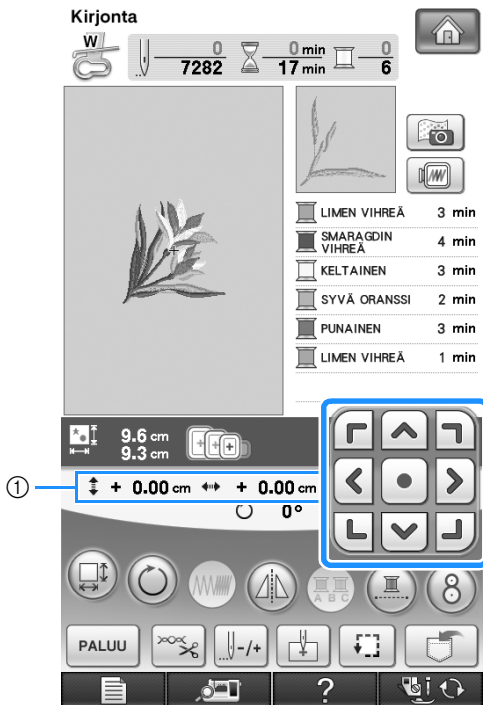 Kirjonta
W
0
7282
0 min
17 min
0
6
LIMEN VIHREÄ 3 min
SMARAGDIN
VIHREÄ 4 min
KELTAINEN 3 min
SYVÄ ORANSSI 2 min
PUNAINEN 3 min
LIMEN VIHREÄ 1 min
9.6 cm
9.3 cm
① + 0.00 cm + 0.00 cm
0°
A B C
8
PALUU
-/+
?